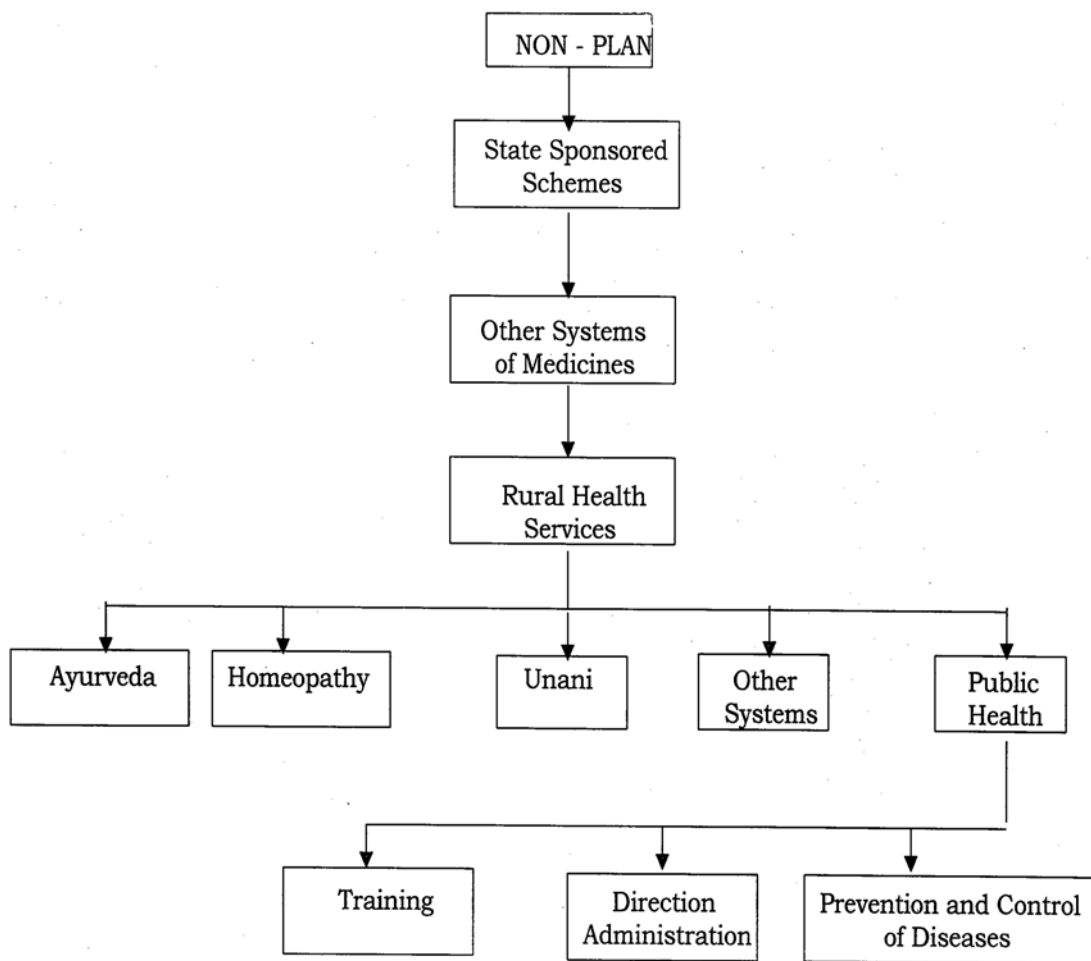 NON - PLAN
State Sponsored
Schemes
Other Systems
of Medicines
Rural Health
Services
Ayurveda
Homeopathy
Unani
Other
Systems
Public
Health
Training
Direction
Administration
Prevention and Control
of Diseases